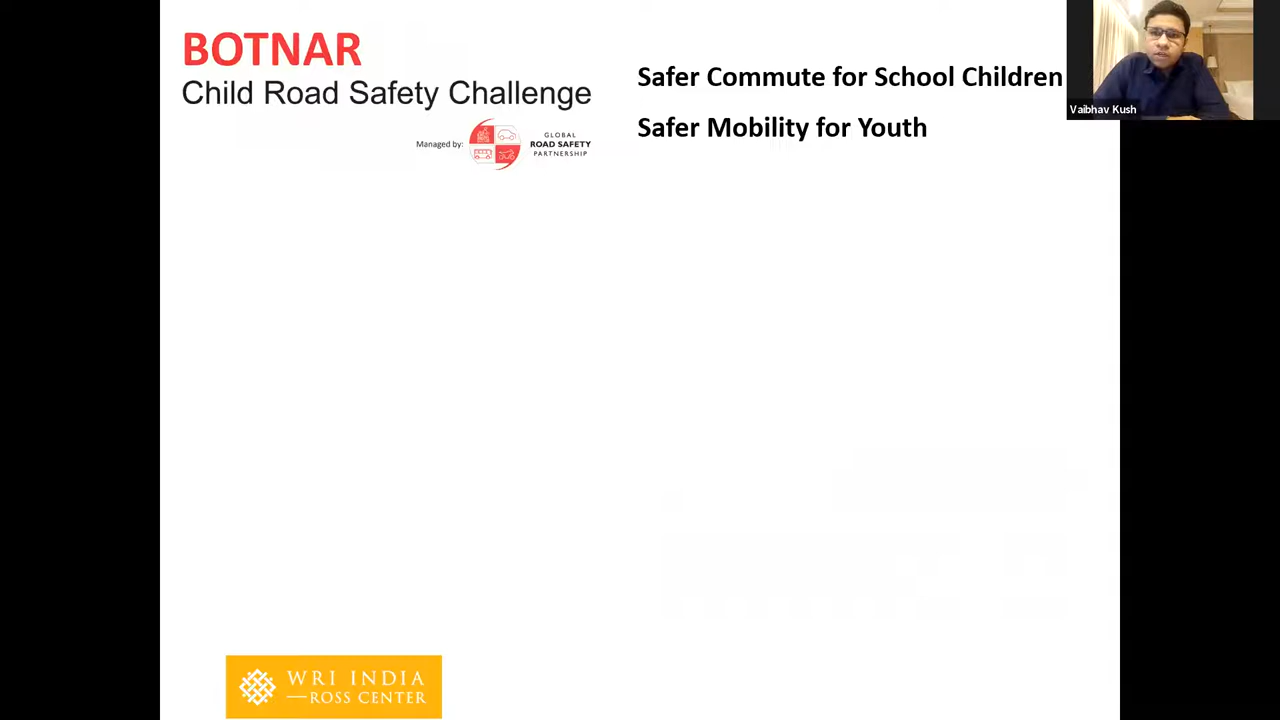 BOTNAR
Child Road Safety Challenge
Managed by:
GLOBAL
ROAD SAFETY
PARTNERSHIP
Safer Commute for School Children
Safer Mobility for Youth
Vaibhav Kush
WRI INDIA
ROSS CENTER